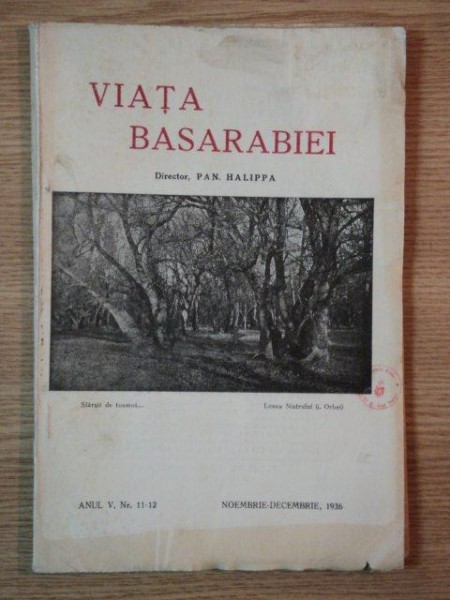 VIAȚA
BASARABIEI
Director, PAN. HALIPPA
Sfârșit de toamnă...
Lunca Nistrului (j. Orhei)
ANUL V, Nr. 11-12
NOEMBRIE-DECEMBRIE, 1936